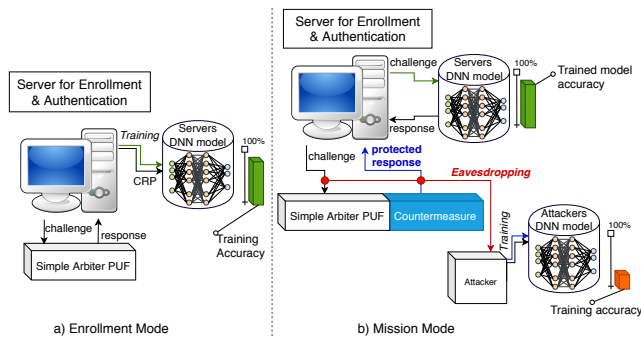 Server for Enrollment
& Authentication
Training
Servers
DNN model
100%
CRP
challenge
response
Simple Arbiter PUF
Training
Accuracy
a) Enrollment Mode
Server for Enrollment
& Authentication
challenge
Servers
DNN model
100%
Trained model
accuracy
response
challenge
protected
response
Eavesdropping
Simple Arbiter PUF
Countermeasure
Training
Attackers
DNN model
100%
Attacker
Training accuracy
b) Mission Mode